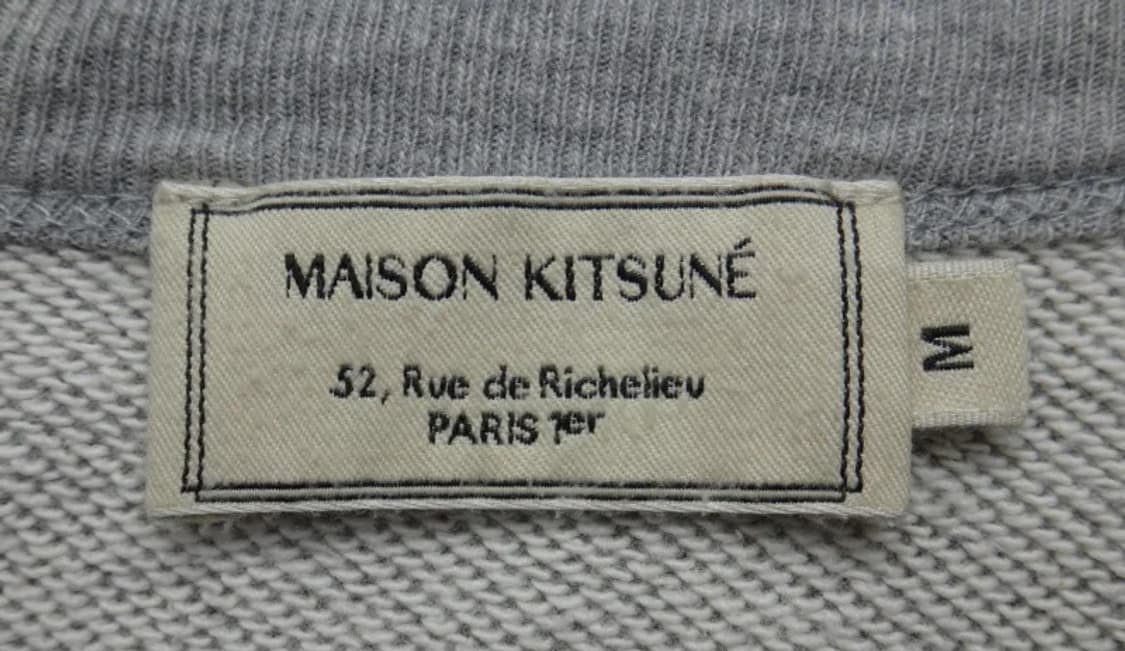 MAISON KITSUNÉ
52, Rue de Richelieu
PARIS 1er
M